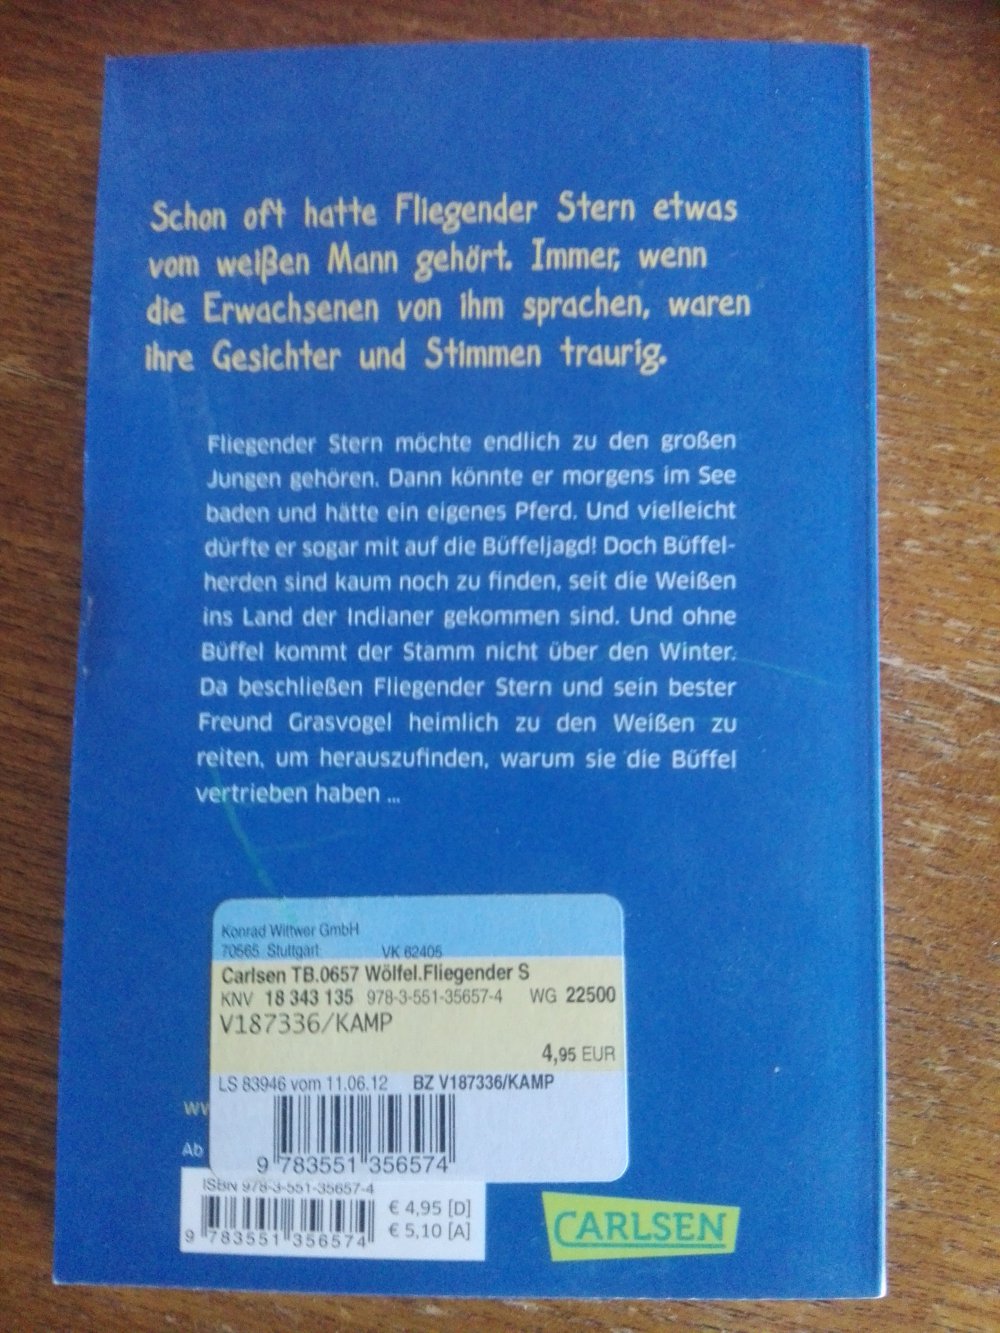 Schon oft hatte Fliegender Stern etwas
vom weißen Mann gehört. Immer, wenn
die Erwachsenen von ihm sprachen, waren
ihre Gesichter und Stimmen traurig.
Fliegender Stern möchte endlich zu den großen
Jungen gehören. Dann könnte er morgens im See
baden und hätte ein eigenes Pferd. Und vielleicht
dürfte er sogar mit auf die Büffeljagd! Doch Büffel-
herden sind kaum noch zu finden, seit die Weißen
ins Land der Indianer gekommen sind. Und ohne
Büffel kommt der Stamm nicht über den Winter.
Da beschließen Fliegender Stern und sein bester
Freund Grasvogel heimlich zu den Weißen zu
reiten, um herauszufinden, warum sie die Büffel
vertrieben haben ...
Konrad Wittwer GmbH
70565 Stuttgart VK 62405
Carlsen TB.0657 Wölfel.Fliegender S
KNV 18 343 135 978-3-551-35657-4 WG 22500
V187336/KAMP
4,95 EUR
LS 83946 vom 11.06.12 BZ V187336/KAMP
9 783551 356574
Ab
ISBN 978-3-551-35657-4
€ 4,95 [D]
€ 5,10 [A]
9 783551 356574
CARLSEN